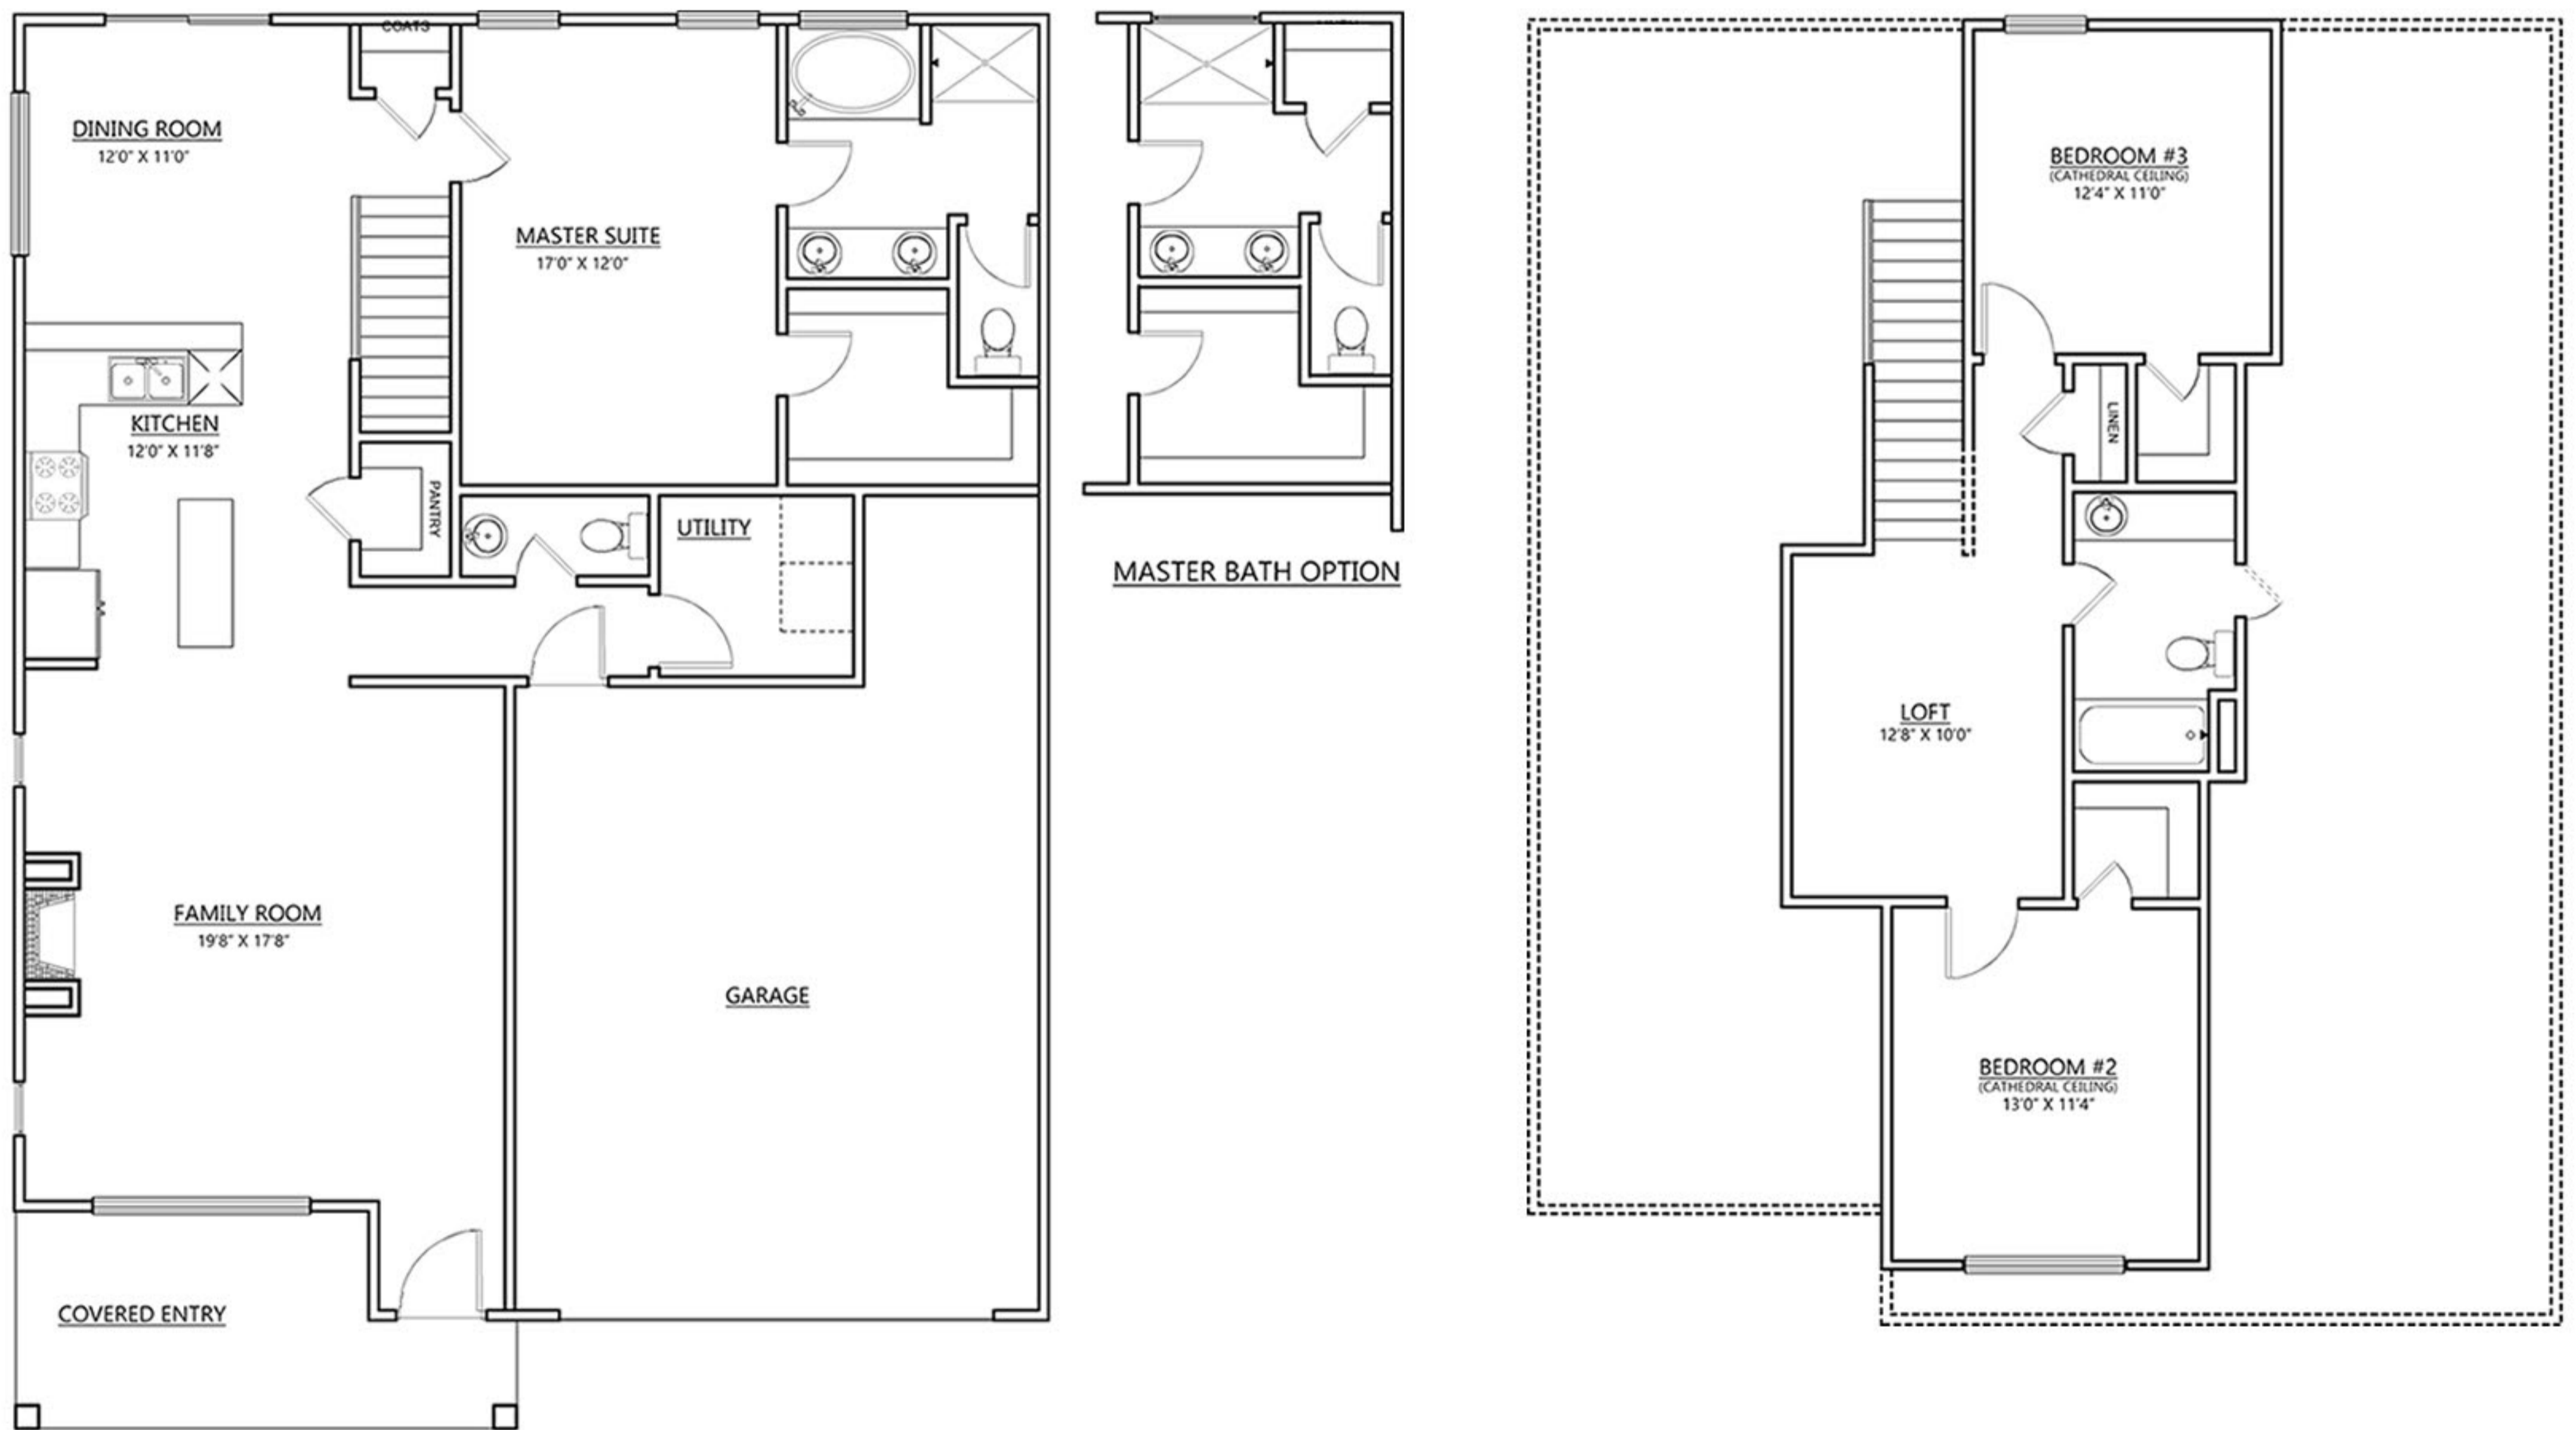 COATS
DINING ROOM
12'0" X 11'0"
MASTER SUITE
17'0" X 12'0"
KITCHEN
12'0" X 11'8"
PANTRY
UTILITY
FAMILY ROOM
19'8" X 17'8"
GARAGE
COVERED ENTRY
MASTER BATH OPTION
BEDROOM #3
(CATHEDRAL CEILING)
12'4" X 11'0"
LINEN
LOFT
12'8" X 10'0"
BEDROOM #2
(CATHEDRAL CEILING)
13'0" X 11'4"